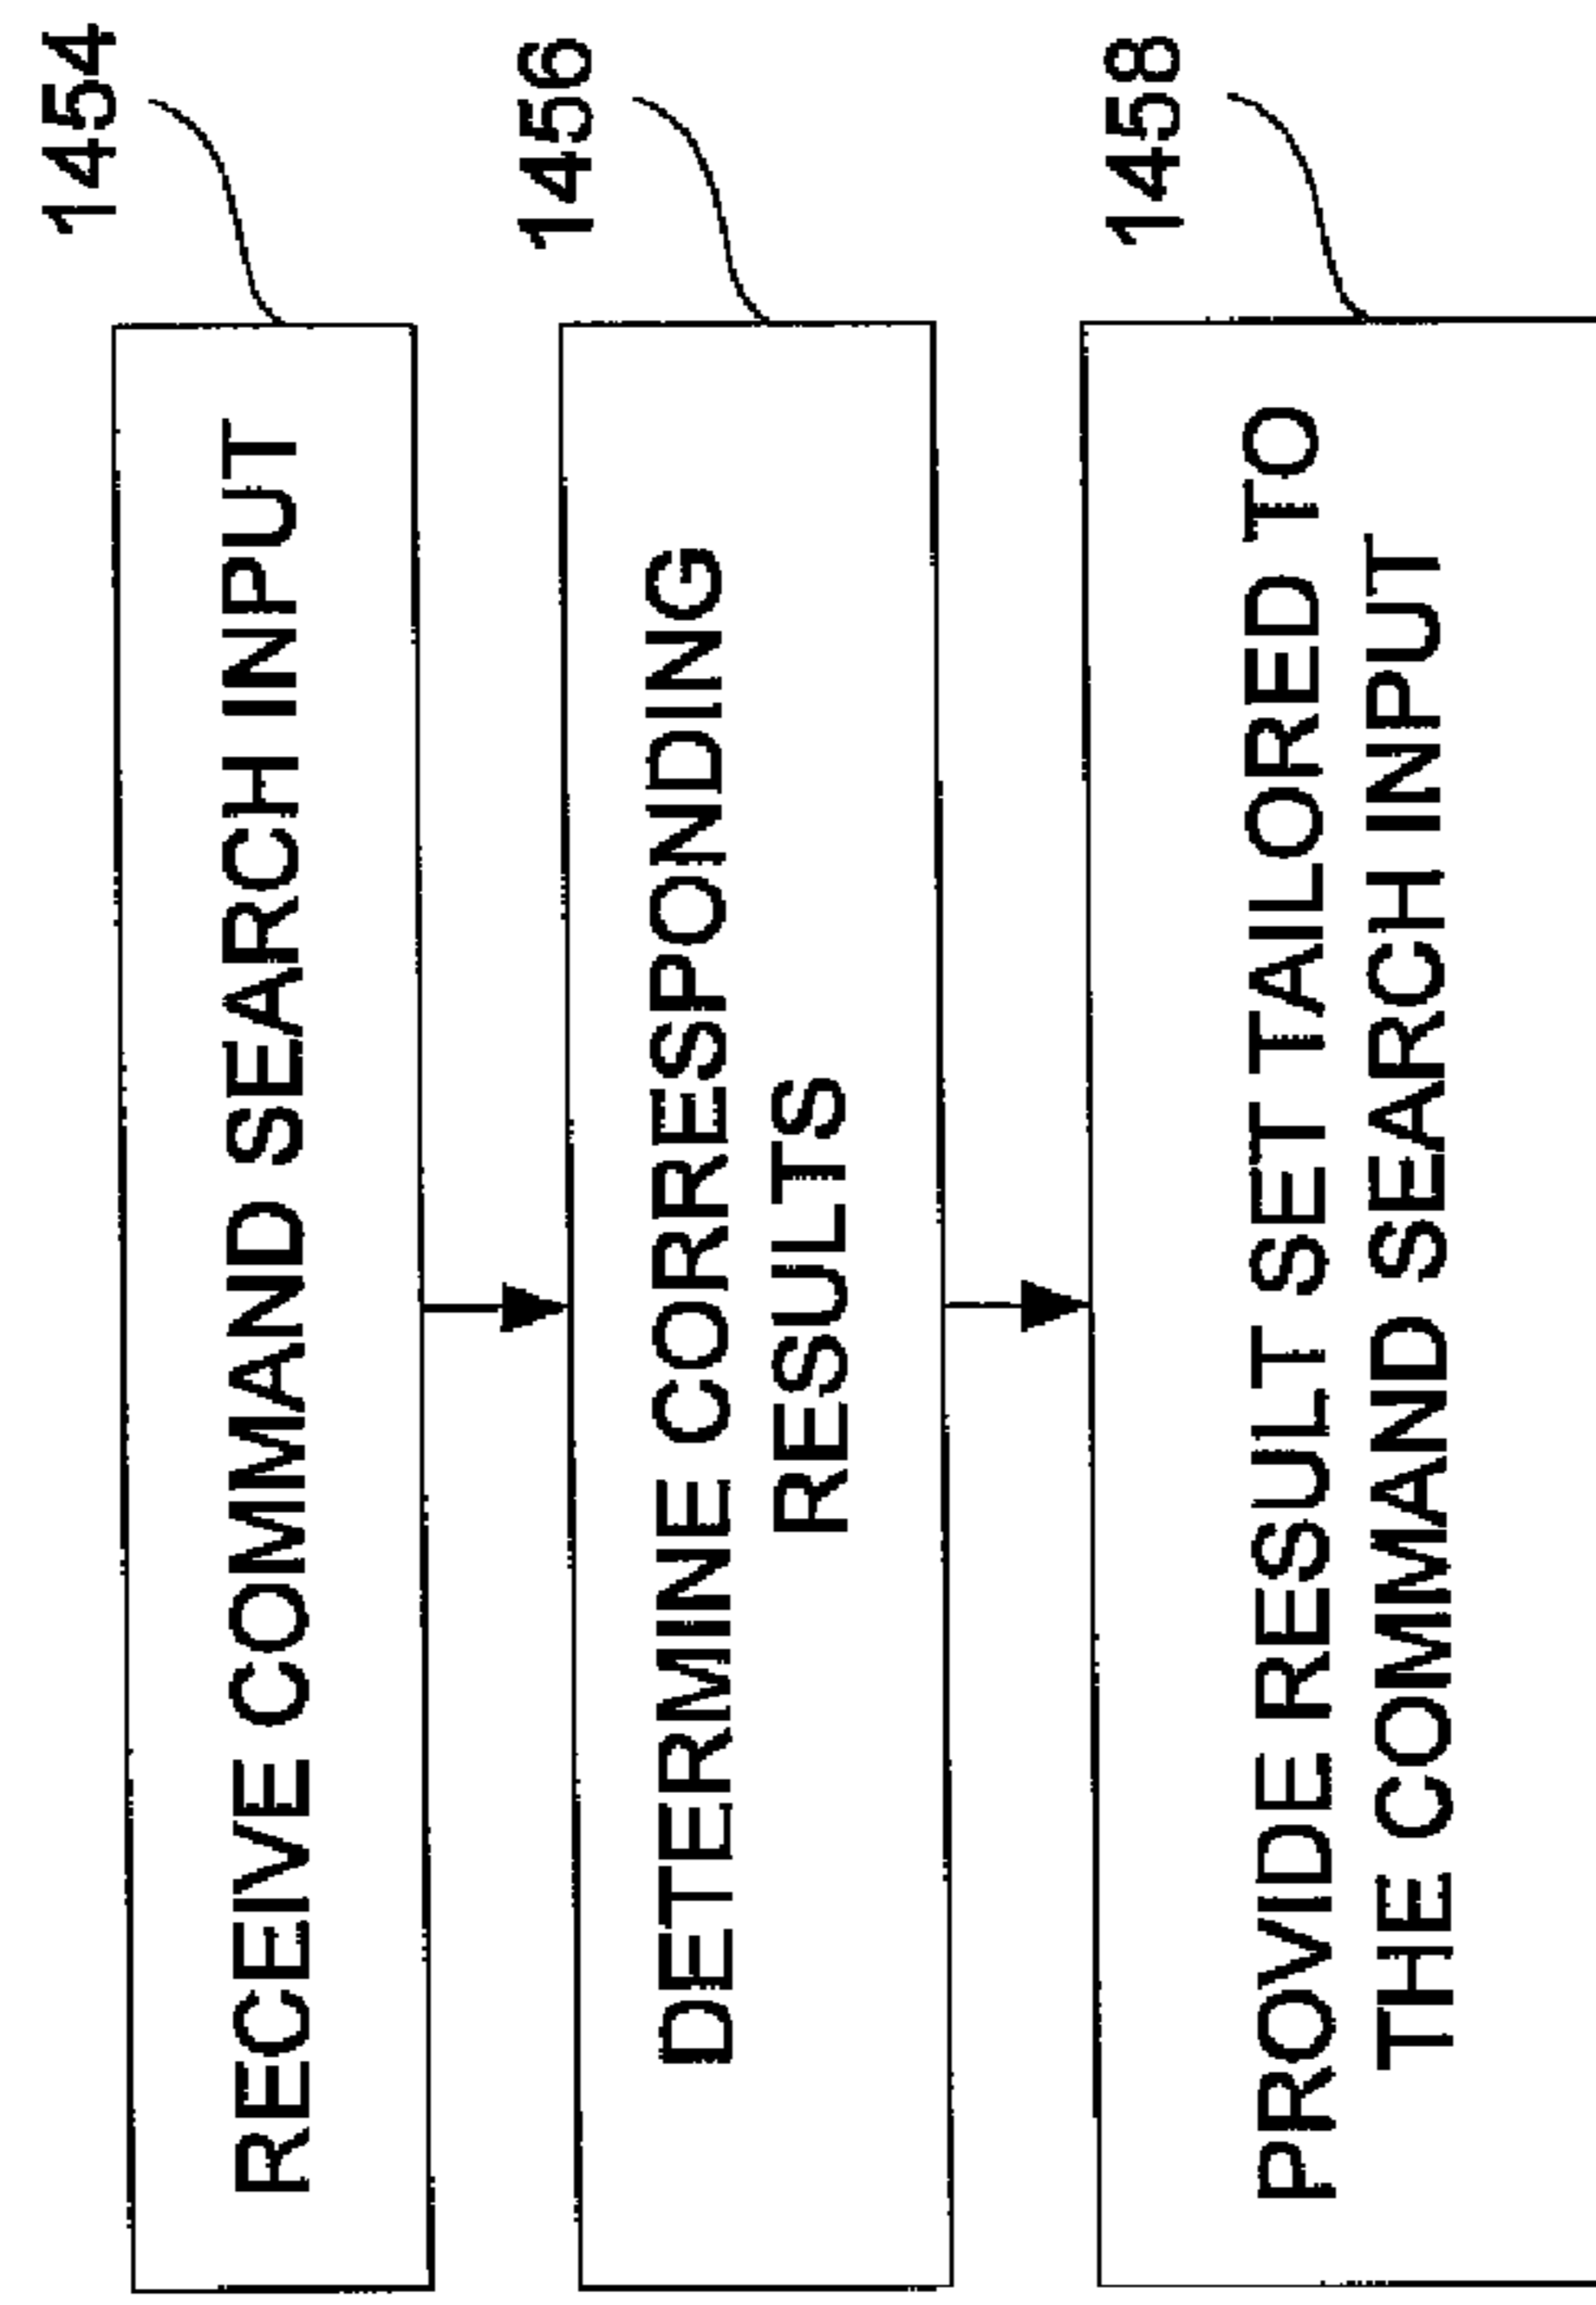 1454
RECEIVE COMMAND SEARCH INPUT
1456
DETERMINE CORRESPONDING
RESULTS
1458
PROVIDE RESULT SET TAILORED TO
THE COMMAND SEARCH INPUT